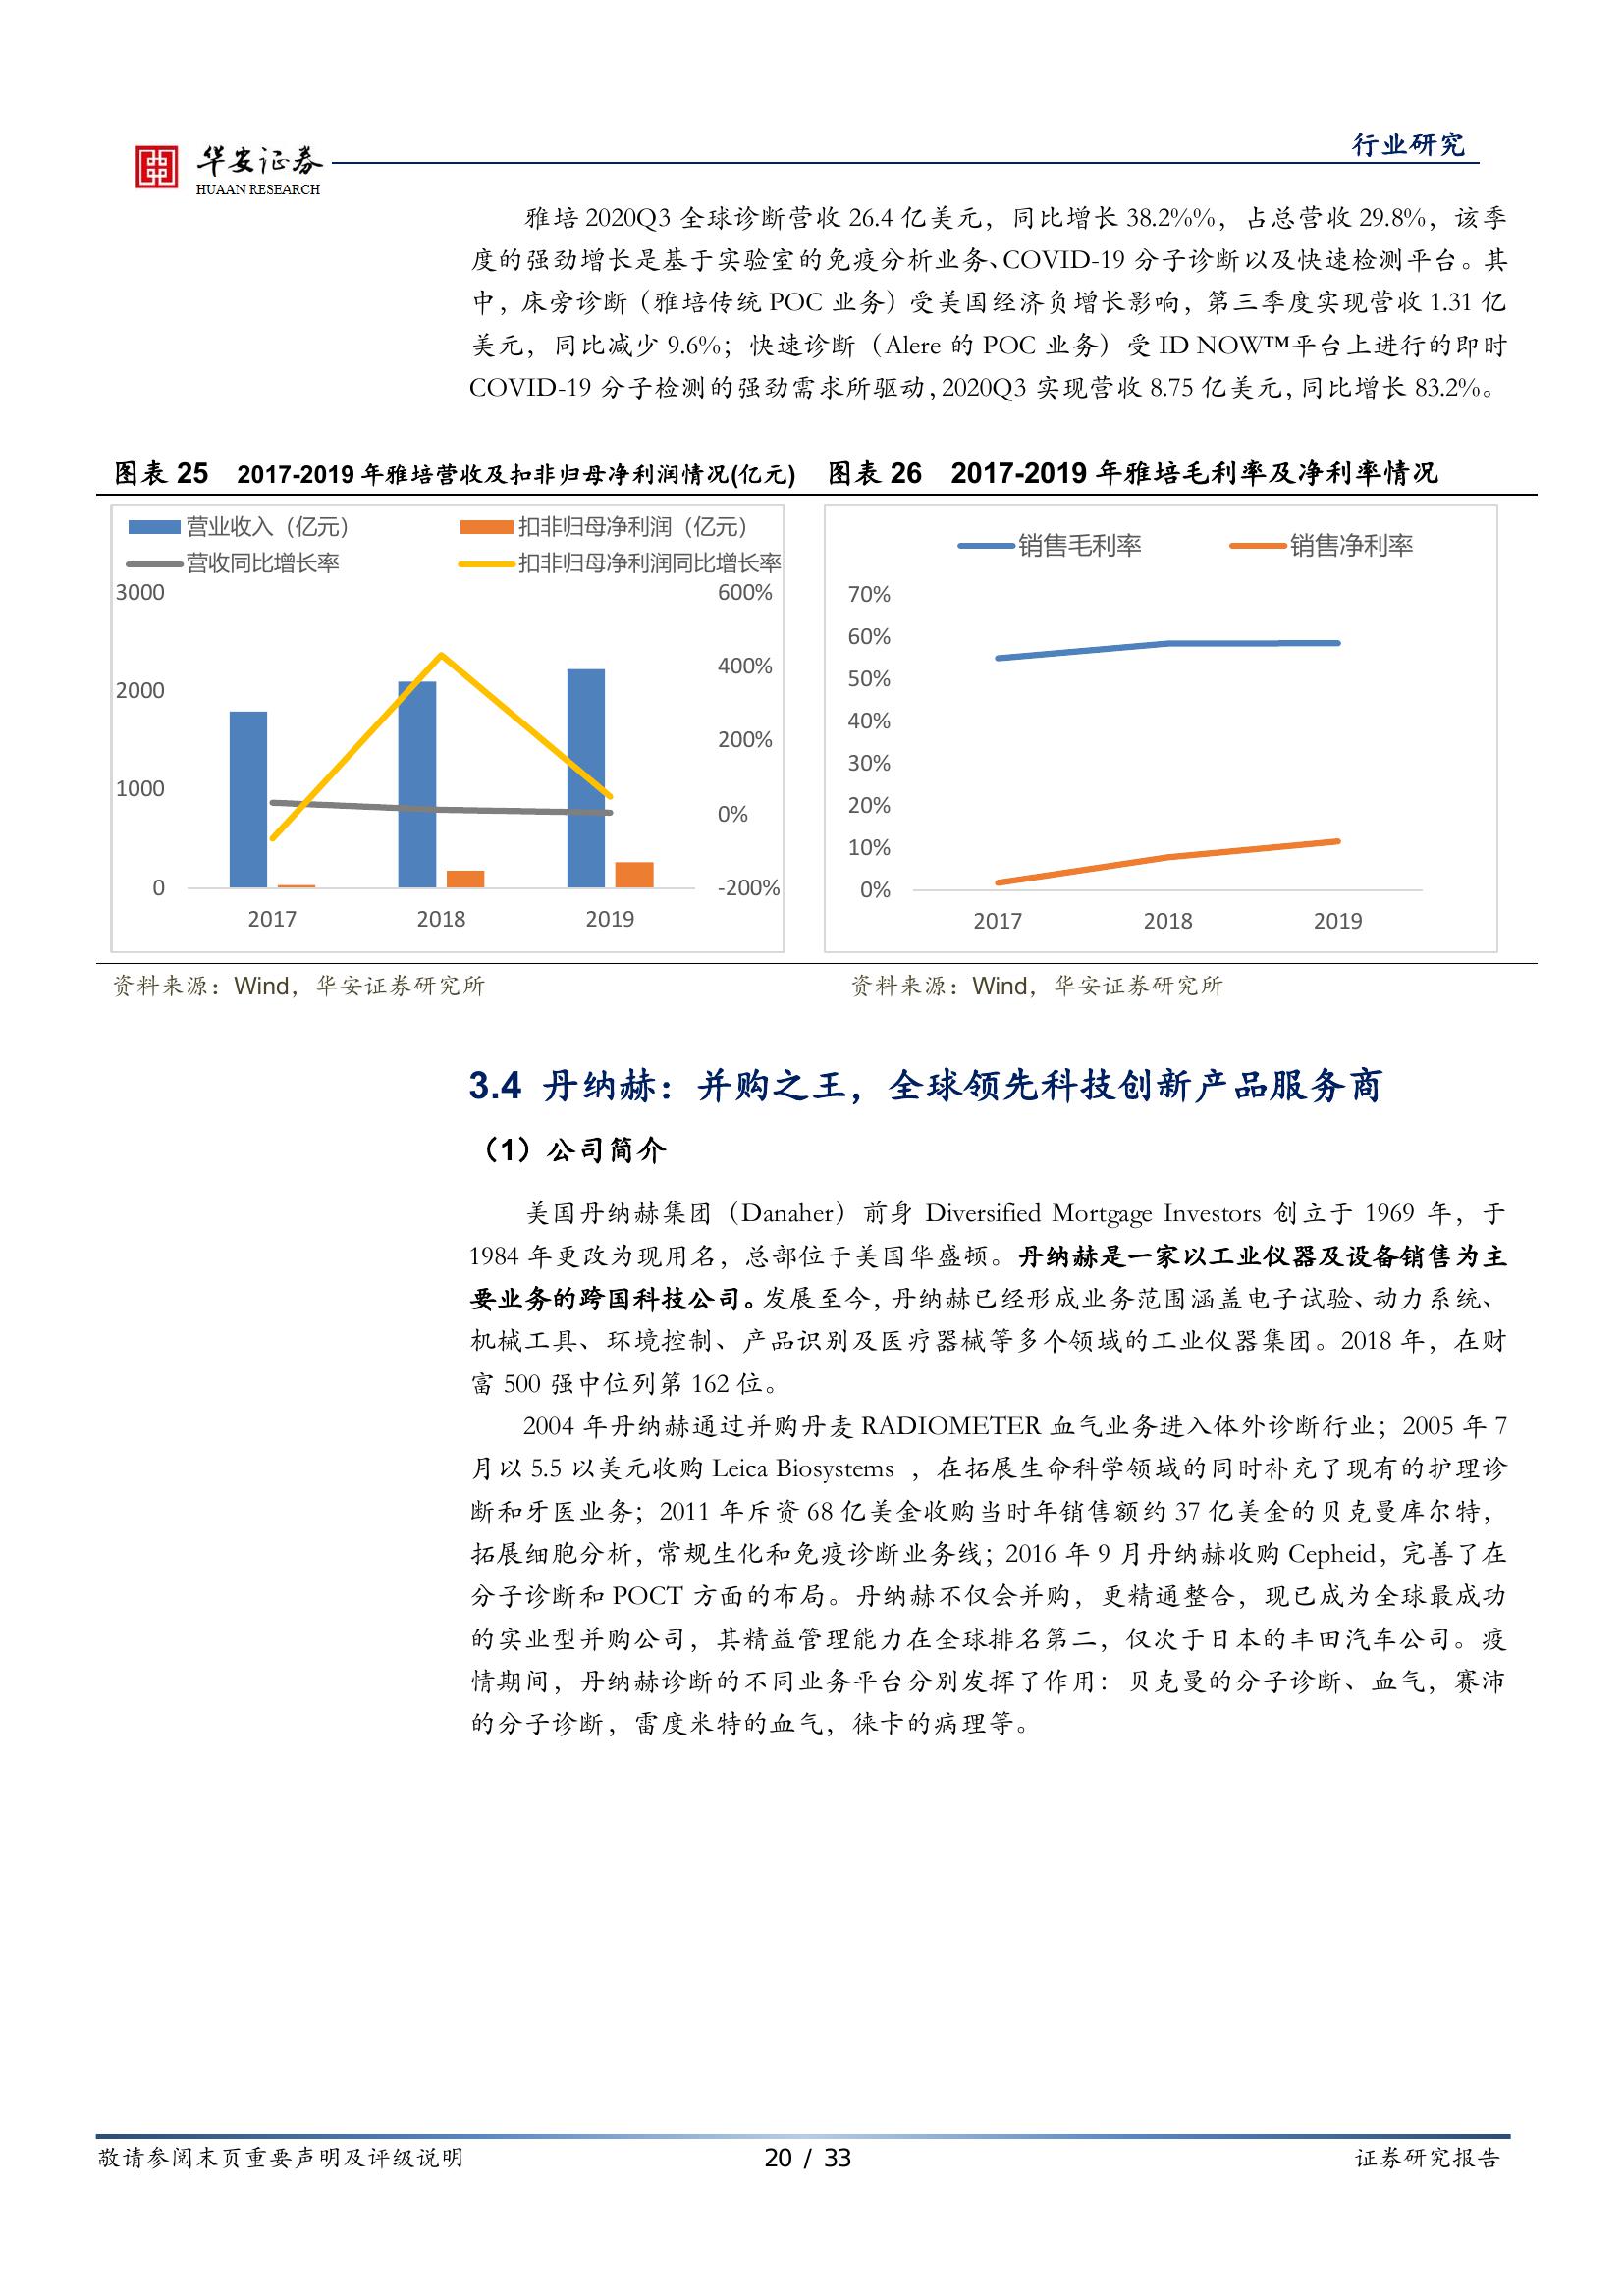 华安证券
HUAAN RESEARCH
行业研究
雅培 2020Q3 全球诊断营收 26.4 亿美元，同比增长 38.2%%，占总营收 29.8%，该季
度的强劲增长是基于实验室的免疫分析业务、COVID-19 分子诊断以及快速检测平台。其
中，床旁诊断（雅培传统 POC 业务）受美国经济负增长影响，第三季度实现营收 1.31 亿
美元，同比减少 9.6%；快速诊断（Alere 的 POC 业务）受 ID NOW™平台上进行的即时
COVID-19 分子检测的强劲需求所驱动，2020Q3 实现营收 8.75 亿美元，同比增长 83.2%。
图表 25 2017-2019 年雅培营收及扣非归母净利润情况(亿元)
营业收入（亿元） 扣非归母净利润（亿元）
营收同比增长率 扣非归母净利润同比增长率
3000 600%
400%
2000
200%
1000
0%
0 -200%
2017 2018 2019
资料来源：Wind，华安证券研究所
图表 26 2017-2019 年雅培毛利率及净利率情况
销售毛利率 销售净利率
70%
60%
50%
40%
30%
20%
10%
0%
2017 2018 2019
资料来源：Wind，华安证券研究所
3.4 丹纳赫：并购之王，全球领先科技创新产品服务商
（1）公司简介
美国丹纳赫集团（Danaher）前身 Diversified Mortgage Investors 创立于 1969 年，于
1984 年更改为现用名，总部位于美国华盛顿。丹纳赫是一家以工业仪器及设备销售为主
要业务的跨国科技公司。发展至今，丹纳赫已经形成业务范围涵盖电子试验、动力系统、
机械工具、环境控制、产品识别及医疗器械等多个领域的工业仪器集团。2018 年，在财
富 500 强中位列第 162 位。
2004 年丹纳赫通过并购丹麦 RADIOMETER 血气业务进入体外诊断行业；2005 年 7
月以 5.5 以美元收购 Leica Biosystems ，在拓展生命科学领域的同时补充了现有的护理诊
断和牙医业务；2011 年斥资 68 亿美金收购当时年销售额约 37 亿美金的贝克曼库尔特，
拓展细胞分析，常规生化和免疫诊断业务线；2016 年 9 月丹纳赫收购 Cepheid，完善了在
分子诊断和 POCT 方面的布局。丹纳赫不仅会并购，更精通整合，现已成为全球最成功
的实业型并购公司，其精益管理能力在全球排名第二，仅次于日本的丰田汽车公司。疫
情期间，丹纳赫诊断的不同业务平台分别发挥了作用：贝克曼的分子诊断、血气，赛沛
的分子诊断，雷度米特的血气，徕卡的病理等。
敬请参阅末页重要声明及评级说明 20 / 33 证券研究报告